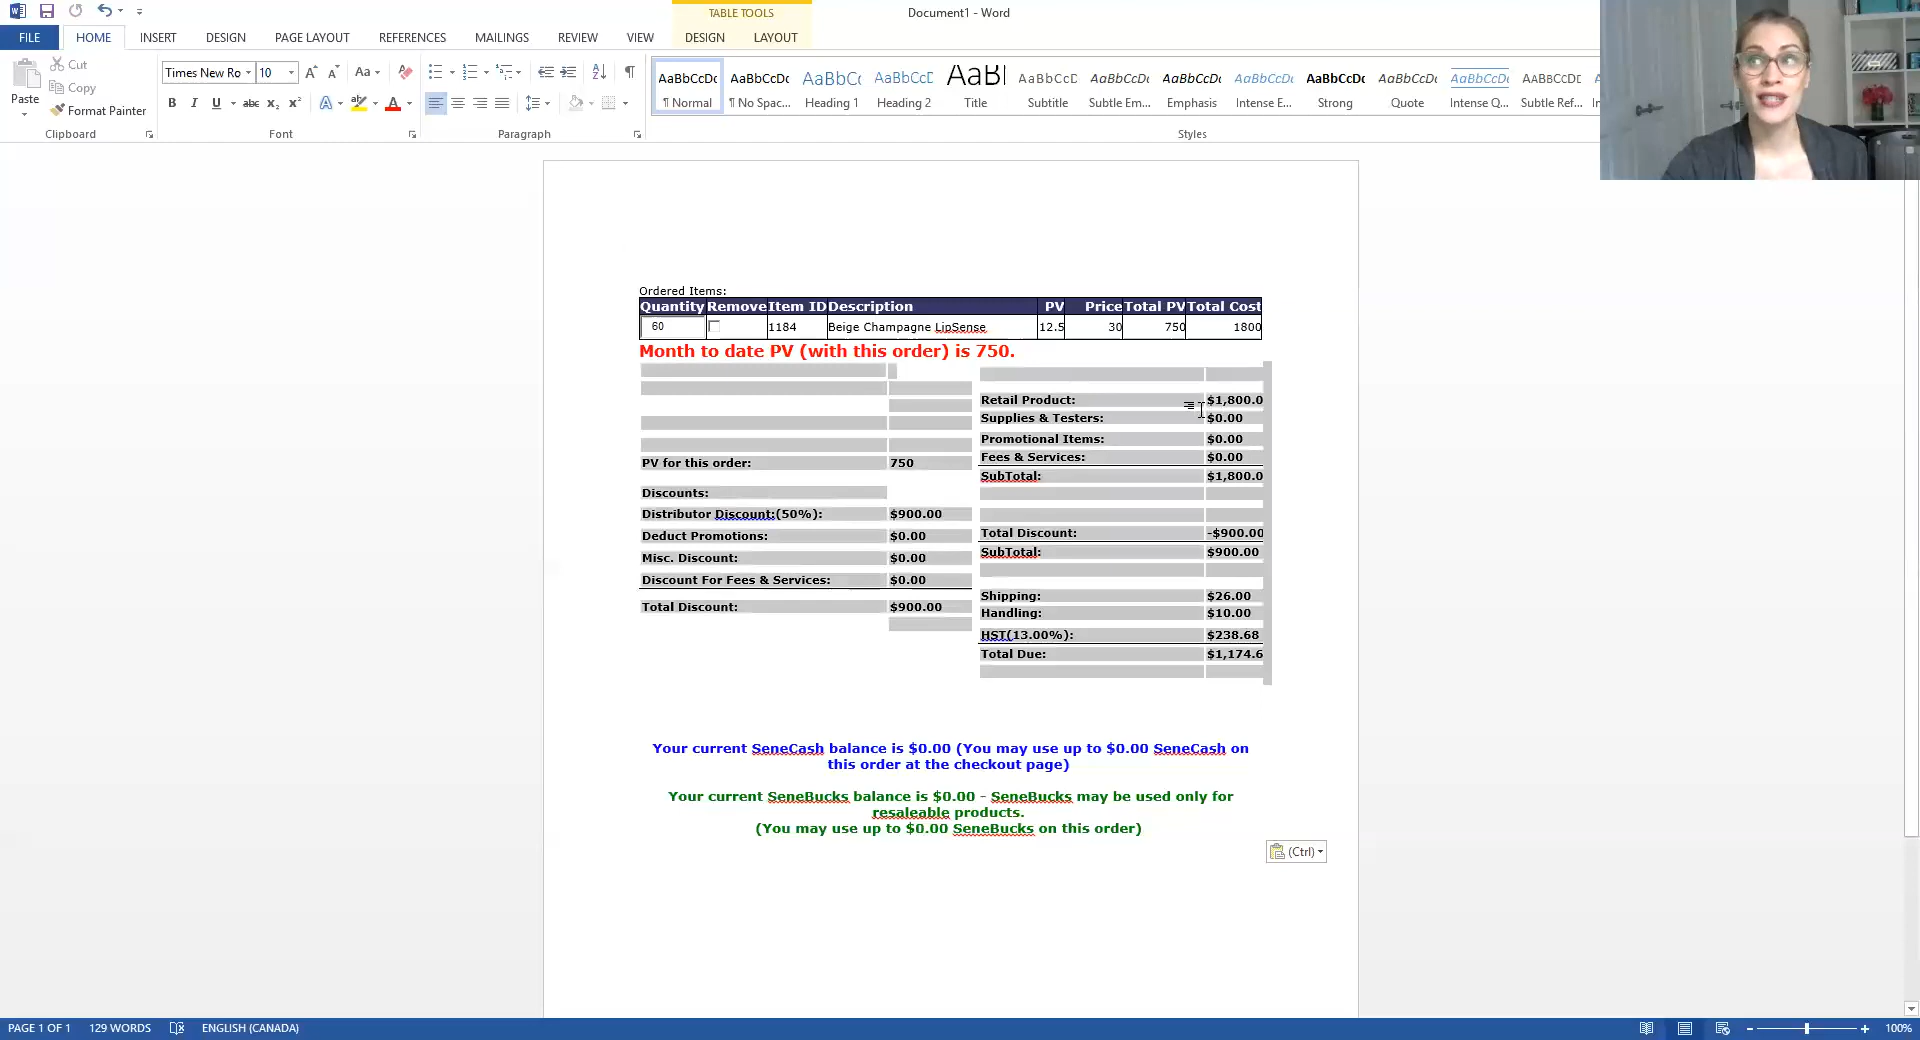 TABLE TOOLS
Document1 - Word
FILE
HOME
INSERT
DESIGN
PAGE LAYOUT
REFERENCES
MAILINGS
REVIEW
VIEW
DESIGN
LAYOUT
Paste
Cut
Copy
Format Painter
Clipboard
Times New Ro
10
Font
Paragraph
AaBbCcDc
¶ Normal
AaBbCcDc
¶ No Spac...
AaBbCc
Heading 1
AaBbCcD
Heading 2
AaB
Title
AaBbCcD
Subtitle
AaBbCcDc
Subtle Em...
AaBbCcDc
Emphasis
AaBbCcDc
Intense E...
AaBbCcDc
Strong
AaBbCcDc
Quote
AaBbCcDc
Intense Q...
AABBCCDD
Subtle Ref...
Styles
Ordered Items:
Quantity Remove Item ID Description PV Price Total PV Total Cost
60 1184 Beige Champagne LipSense 12.5 30 750 1800
Month to date PV (with this order) is 750.
PV for this order: 750
Discounts:
Distributor Discount:(50%): $900.00
Deduct Promotions: $0.00
Misc. Discount: $0.00
Discount For Fees & Services: $0.00
Total Discount: $900.00
Retail Product: $1,800.0
Supplies & Testers: $0.00
Promotional Items: $0.00
Fees & Services: $0.00
SubTotal: $1,800.0
Total Discount: -$900.00
SubTotal: $900.00
Shipping: $26.00
Handling: $10.00
HST(13.00%): $238.68
Total Due: $1,174.6
Your current SeneCash balance is $0.00 (You may use up to $0.00 SeneCash on
this order at the checkout page)
Your current SeneBucks balance is $0.00 - SeneBucks may be used only for
resaleable products.
(You may use up to $0.00 SeneBucks on this order)
(Ctrl)
PAGE 1 OF 1
129 WORDS
ENGLISH (CANADA)
100%